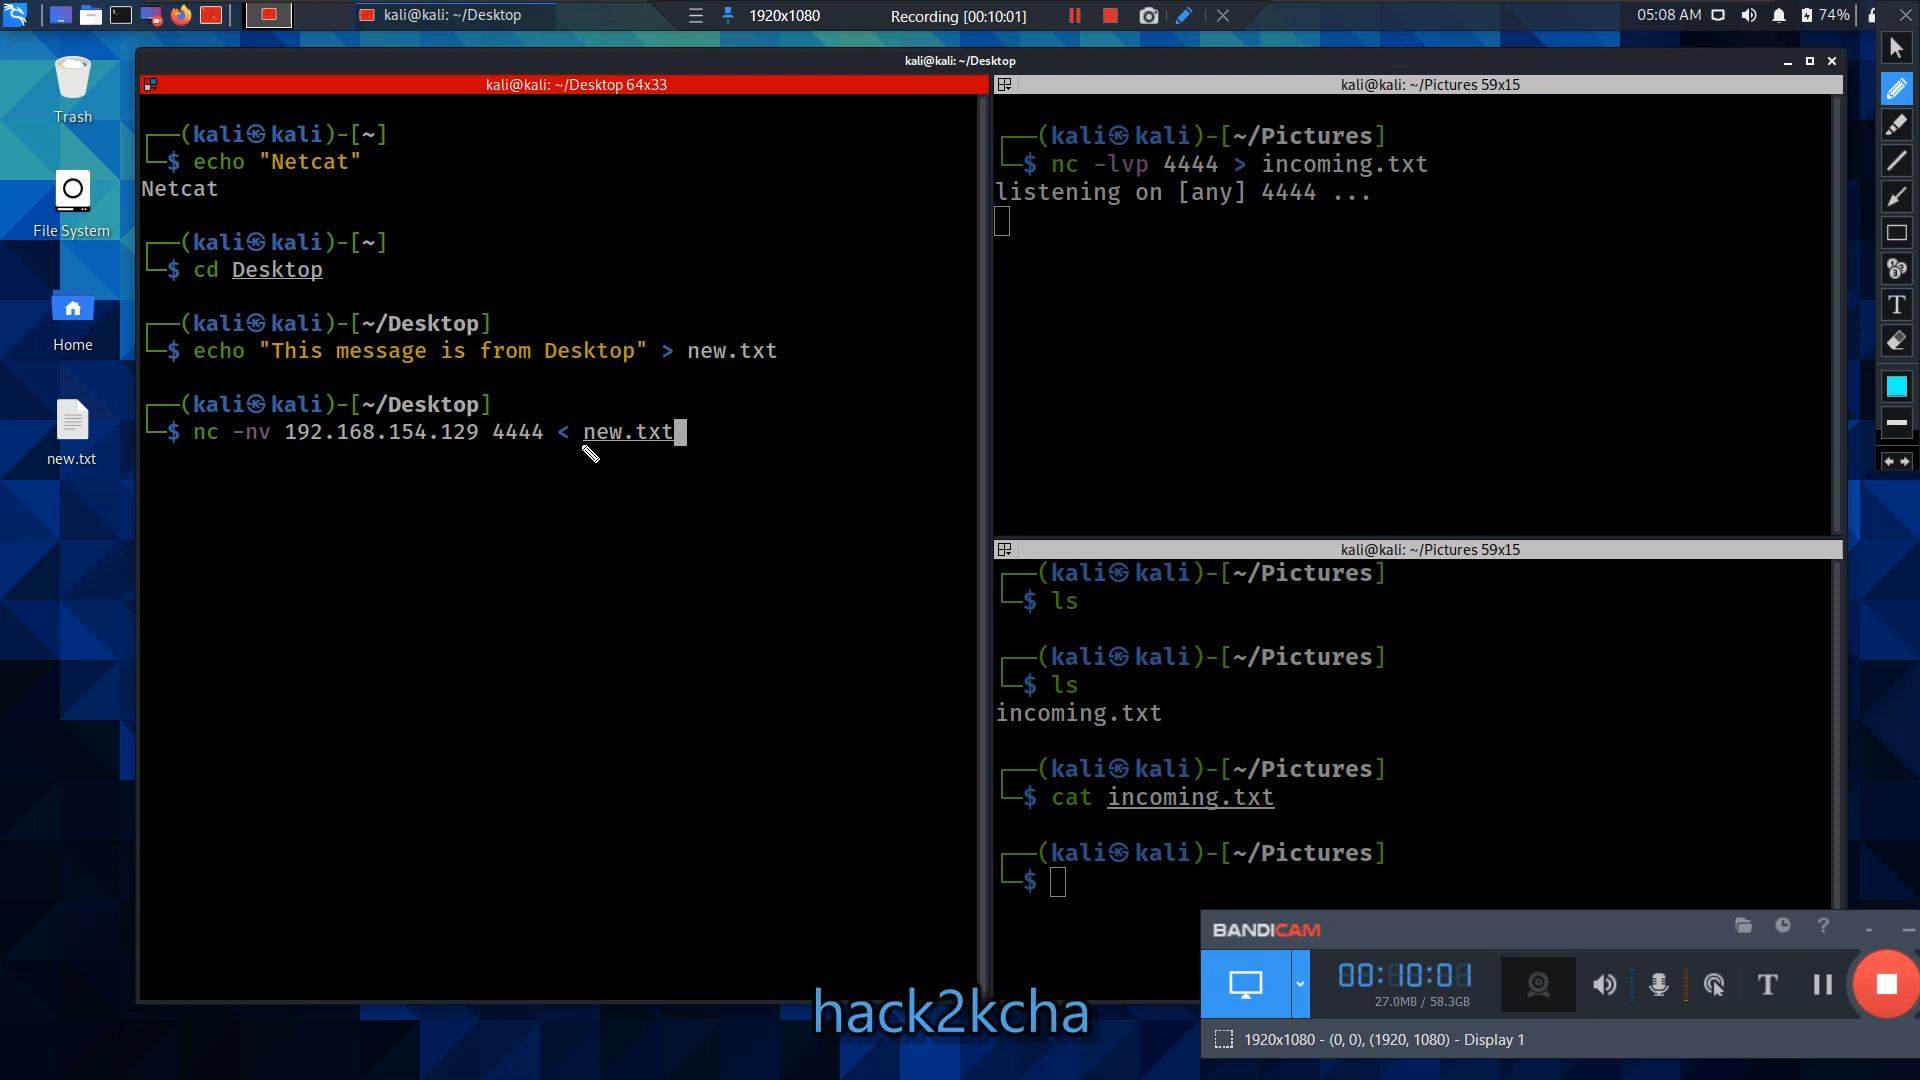 kali@kali: ~/Desktop
1920x1080
Recording [00:10:01]
05:08 AM
74%
Trash
File System
Home
new.txt
kali@kali: ~/Desktop
kali@kali: ~/Desktop 64x33
┌──(kali㉿kali)-[~]
└─$ echo "Netcat"
Netcat
┌──(kali㉿kali)-[~]
└─$ cd Desktop
┌──(kali㉿kali)-[~/Desktop]
└─$ echo "This message is from Desktop" > new.txt
┌──(kali㉿kali)-[~/Desktop]
└─$ nc -nv 192.168.154.129 4444 < new.txt
kali@kali: ~/Pictures 59x15
┌──(kali㉿kali)-[~/Pictures]
└─$ nc -lvp 4444 > incoming.txt
listening on [any] 4444 ...
kali@kali: ~/Pictures 59x15
┌──(kali㉿kali)-[~/Pictures]
└─$ ls
┌──(kali㉿kali)-[~/Pictures]
└─$ ls
incoming.txt
┌──(kali㉿kali)-[~/Pictures]
└─$ cat incoming.txt
┌──(kali㉿kali)-[~/Pictures]
└─$
BANDICAM
00:10:01
27.0MB / 58.3GB
1920x1080 - (0, 0), (1920, 1080) - Display 1
hack2kcha